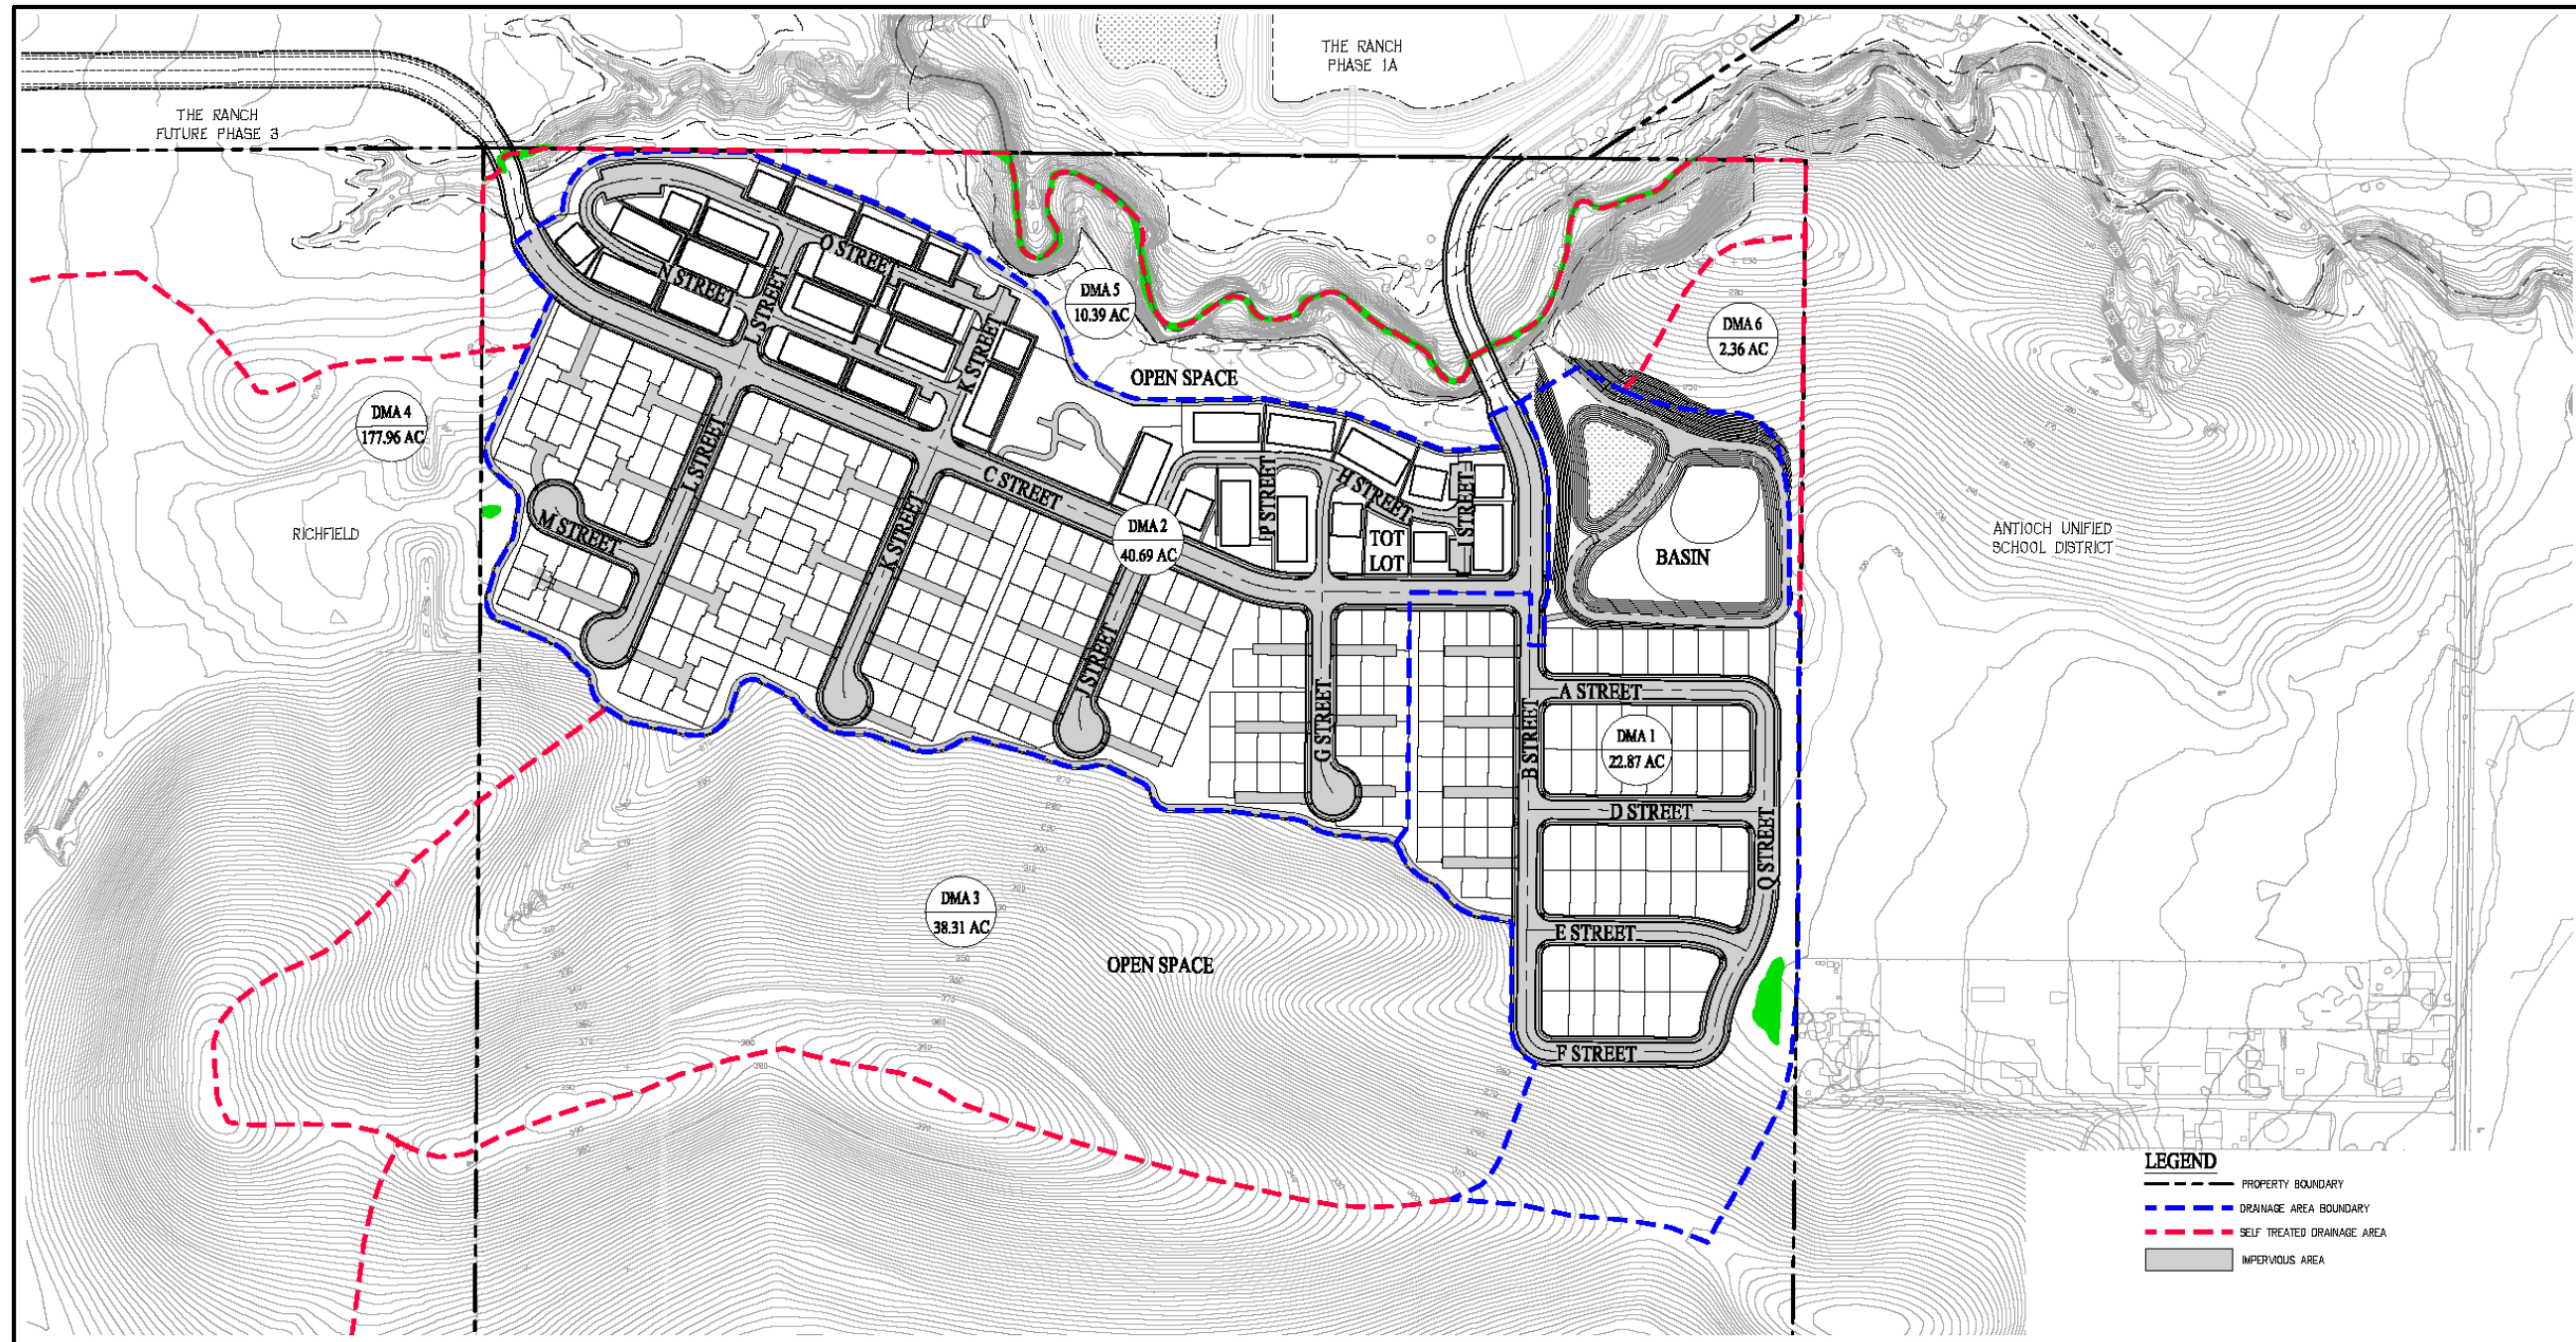 THE RANCH
PHASE 1A
THE RANCH
FUTURE PHASE 3
O STREET
N STREET
J STREET
K STREET
DMA 5
10.39 AC
OPEN SPACE
DMA 6
2.36 AC
DMA 4
177.96 AC
RICHFIELD
L STREET
M STREET
K STREET
C STREET
DMA 2
40.69 AC
P STREET
H STREET
I STREET
TOT
LOT
BASIN
ANTIOCH UNIFIED
SCHOOL DISTRICT
J STREET
G STREET
B STREET
A STREET
DMA 1
22.87 AC
D STREET
Q STREET
E STREET
F STREET
DMA 3
38.31 AC
OPEN SPACE
LEGEND
PROPERTY BOUNDARY
DRAINAGE AREA BOUNDARY
SELF TREATED DRAINAGE AREA
IMPERVIOUS AREA